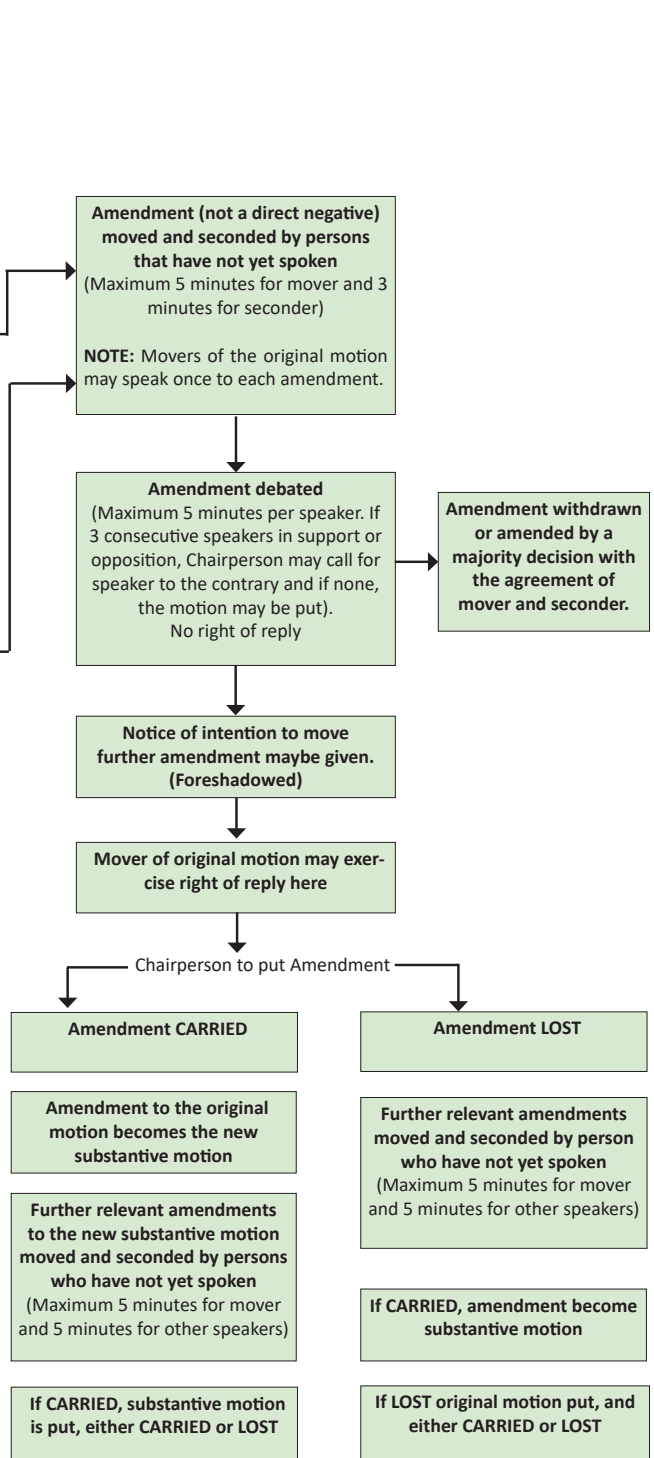 Amendment (not a direct negative)
moved and seconded by persons
that have not yet spoken
(Maximum 5 minutes for mover and 3
minutes for seconder)
NOTE: Movers of the original motion
may speak once to each amendment.
Amendment debated
(Maximum 5 minutes per speaker. If
3 consecutive speakers in support or
opposition, Chairperson may call for
speaker to the contrary and if none,
the motion may be put).
No right of reply
Amendment withdrawn
or amended by a
majority decision with
the agreement of
mover and seconder.
Notice of intention to move
further amendment maybe given.
(Foreshadowed)
Mover of original motion may exer-
cise right of reply here
Chairperson to put Amendment
Amendment CARRIED
Amendment to the original
motion becomes the new
substantive motion
Further relevant amendments
to the new substantive motion
moved and seconded by persons
who have not yet spoken
(Maximum 5 minutes for mover
and 5 minutes for other speakers)
If CARRIED, substantive motion
is put, either CARRIED or LOST
Amendment LOST
Further relevant amendments
moved and seconded by person
who have not yet spoken
(Maximum 5 minutes for mover
and 5 minutes for other speakers)
If CARRIED, amendment become
substantive motion
If LOST original motion put, and
either CARRIED or LOST